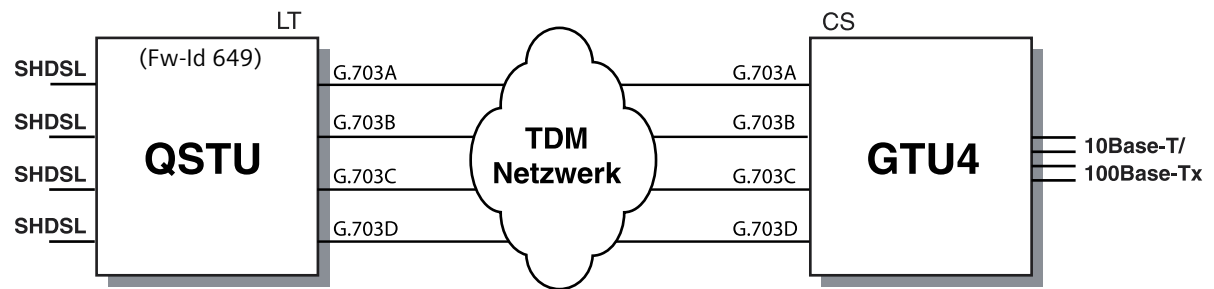 LT
(Fw-Id 649)
SHDSL
SHDSL
SHDSL
SHDSL
QSTU
G.703A
G.703B
G.703C
G.703D
TDM
Netzwerk
G.703A
G.703B
G.703C
G.703D
CS
GTU4
10Base-T/
100Base-Tx